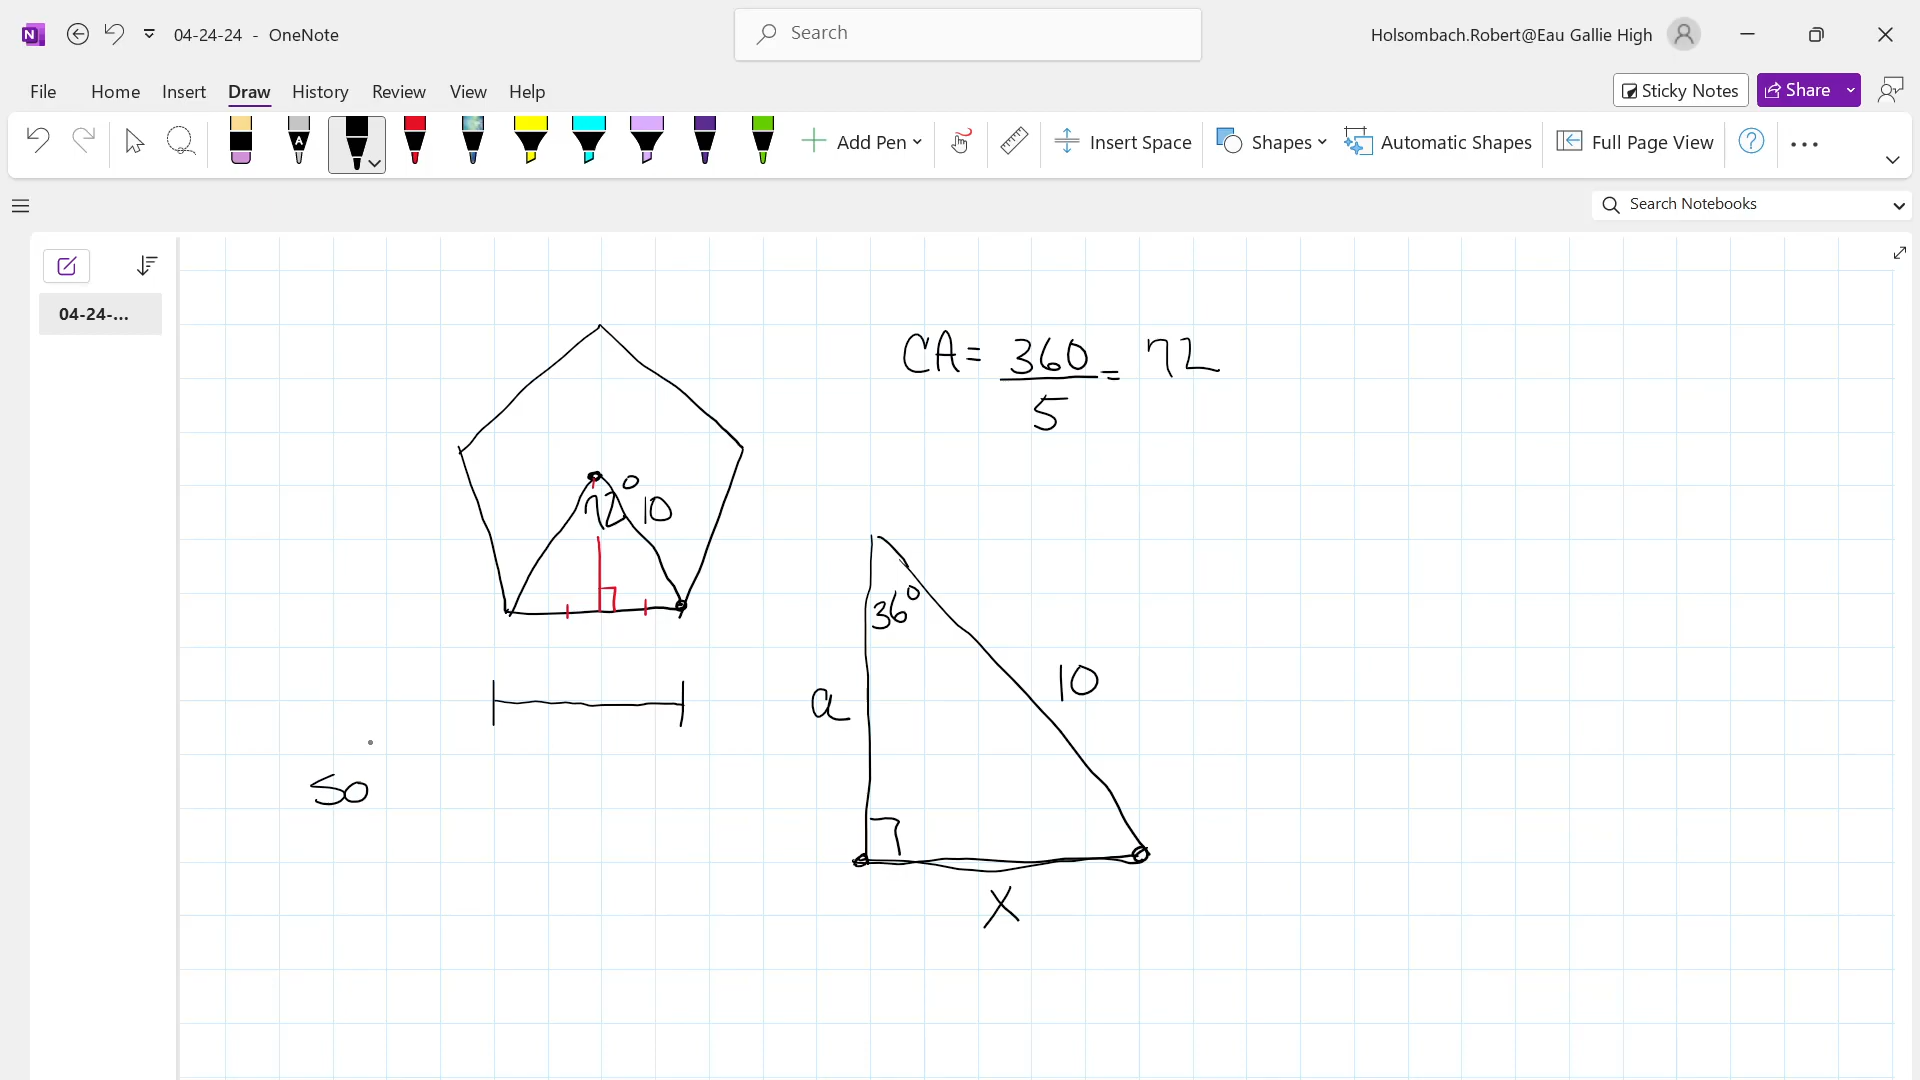 04-24-24 - OneNote
Search
Holsombach.Robert@Eau Gallie High
File Home Insert Draw History Review View Help
Sticky Notes
Share
Add Pen
Insert Space
Shapes
Automatic Shapes
Full Page View
Search Notebooks
04-24-...
CA = 360 = 72
5
72° 10
36°
a
10
x
so